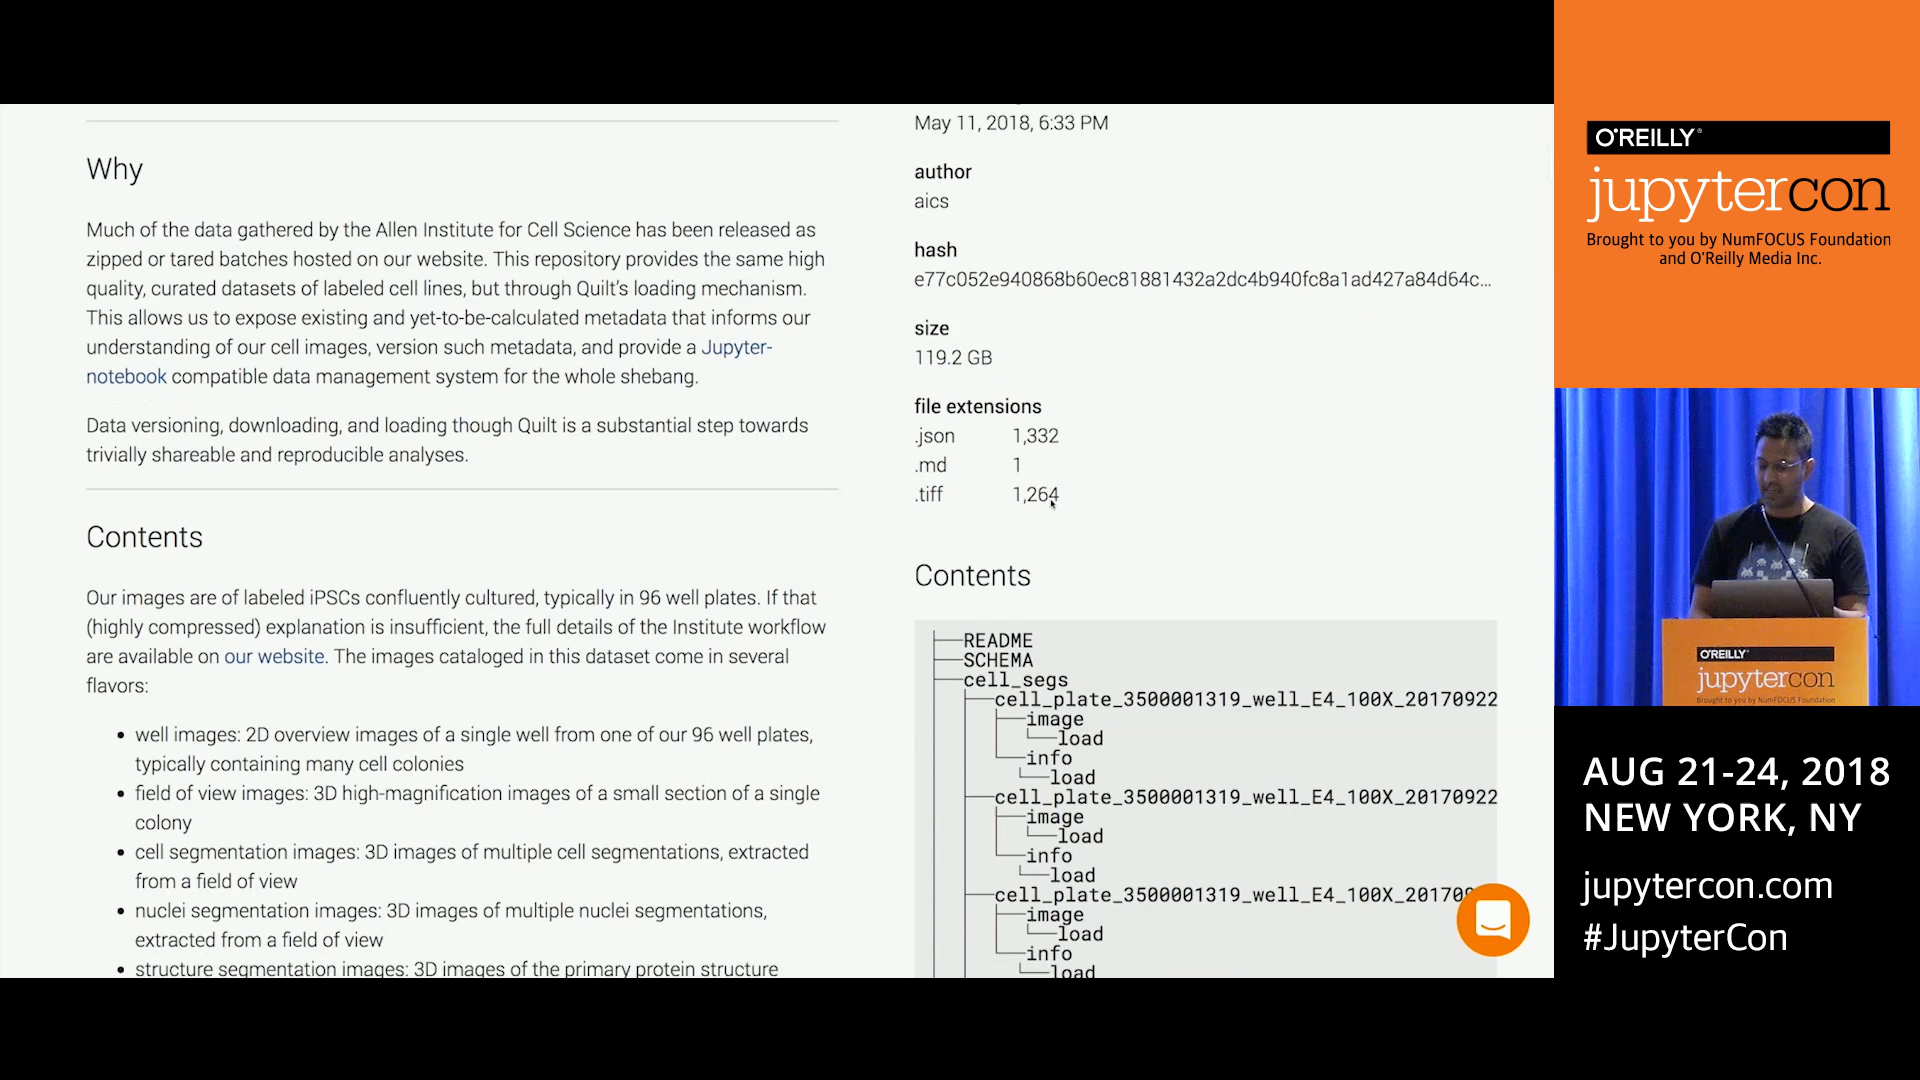 Why
Much of the data gathered by the Allen Institute for Cell Science has been released as
zipped or tared batches hosted on our website. This repository provides the same high
quality, curated datasets of labeled cell lines, but through Quilt's loading mechanism.
This allows us to expose existing and yet-to-be-calculated metadata that informs our
understanding of our cell images, version such metadata, and provide a Jupyter-
notebook compatible data management system for the whole shebang.
Data versioning, downloading, and loading though Quilt is a substantial step towards
trivially shareable and reproducible analyses.
Contents
Our images are of labeled iPSCs confluently cultured, typically in 96 well plates. If that
(highly compressed) explanation is insufficient, the full details of the Institute workflow
are available on our website. The images cataloged in this dataset come in several
flavors:
• well images: 2D overview images of a single well from one of our 96 well plates,
typically containing many cell colonies
• field of view images: 3D high-magnification images of a small section of a single
colony
• cell segmentation images: 3D images of multiple cell segmentations, extracted
from a field of view
• nuclei segmentation images: 3D images of multiple nuclei segmentations,
extracted from a field of view
• structure segmentation images: 3D images of the primary protein structure
May 11, 2018, 6:33 PM
author
aics
hash
e77c052e940868b60ec81881432a2dc4b940fc8a1ad427a84d64c...
size
119.2 GB
file extensions
.json 1,332
.md 1
.tiff 1,264
Contents
README
SCHEMA
cell_segs
cell_plate_3500001319_well_E4_100X_20170922
image
load
info
load
cell_plate_3500001319_well_E4_100X_20170922
image
load
info
load
cell_plate_3500001319_well_E4_100X_20170
image
load
info
load
O'REILLY®
jupytercon
Brought to you by NumFOCUS Foundation
and O'Reilly Media Inc.
O'REILLY
jupytercon
Brought to you by NumFOCUS Foundation
AUG 21-24, 2018
NEW YORK, NY
jupytercon.com
#JupyterCon